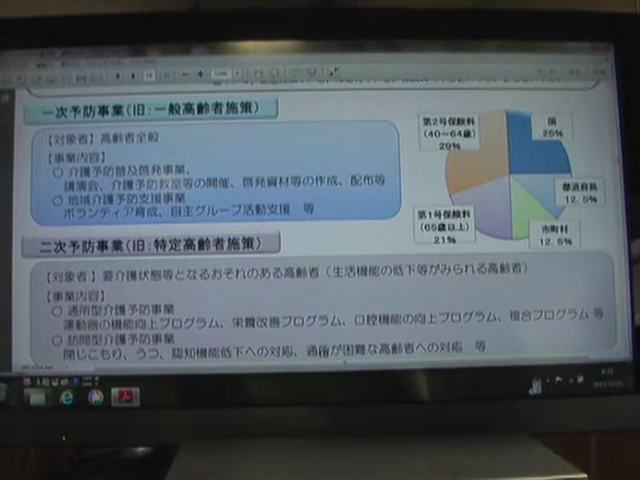 一次予防事業(旧:一般高齢者施策)
【対象者】高齢者全般
【事業内容】
○ 介護予防普及啓発事業、
講演会、介護予防教室等の開催、啓発資材等の作成、配布等
○ 地域介護予防支援事業
ボランティア育成、自主グループ活動支援 等
第2号保険料
(40～64歳)
29%
国
25%
都道府県
12.5%
市町村
12.5%
第1号保険料
(65歳以上)
21%
二次予防事業(旧:特定高齢者施策)
【対象者】要介護状態等となるおそれのある高齢者(生活機能の低下等がみられる高齢者)
【事業内容】
○ 通所型介護予防事業
運動器の機能向上プログラム、栄養改善プログラム、口腔機能の向上プログラム、複合プログラム 等
○ 訪問型介護予防事業
閉じこもり、うつ、認知機能低下への対応、通所が困難な高齢者への対応 等